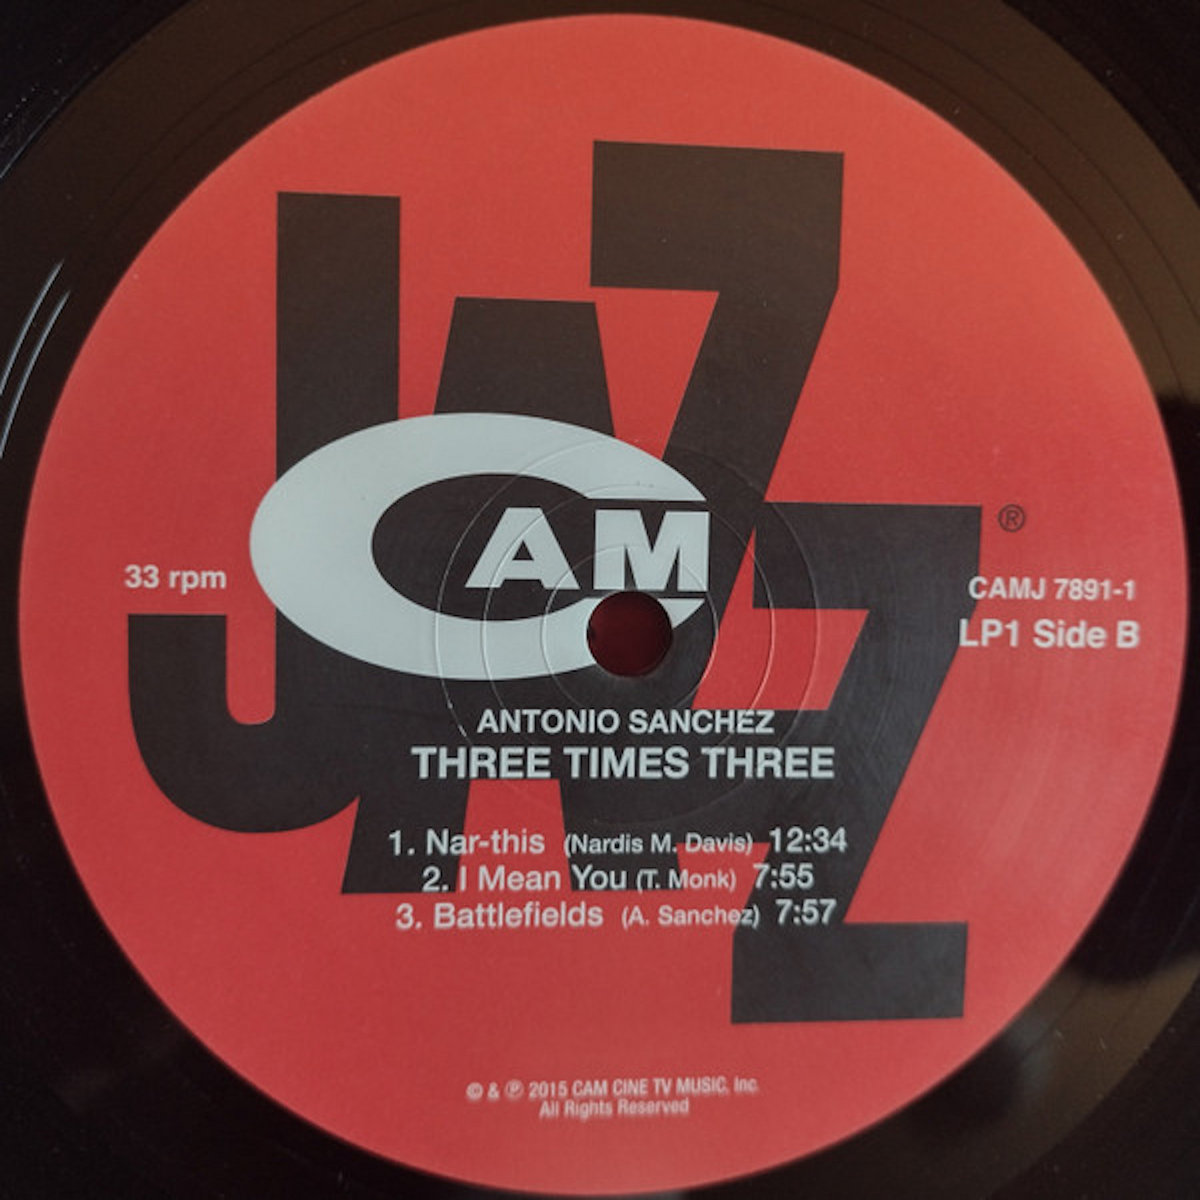 JAZZ
CAM
®
33 rpm
CAMJ 7891-1
LP1 Side B
ANTONIO SANCHEZ
THREE TIMES THREE
1. Nar-this (Nardis M. Davis) 12:34
2. I Mean You (T. Monk) 7:55
3. Battlefields (A. Sanchez) 7:57
© & ℗ 2015 CAM CINE TV MUSIC, Inc.
All Rights Reserved